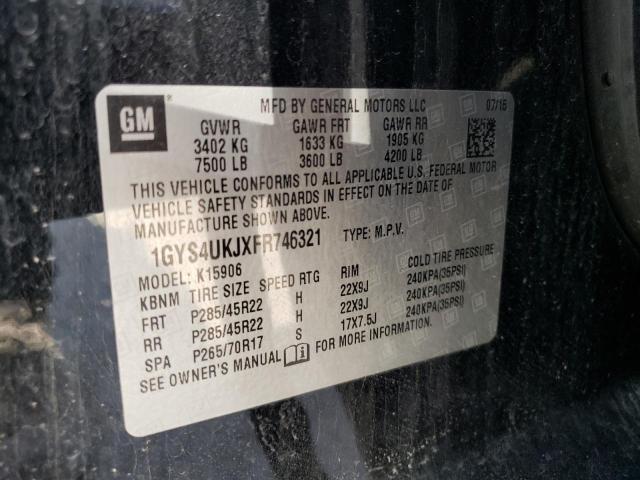 GM
MFD BY GENERAL MOTORS LLC 07/15
GVWR GAWR FRT GAWR RR
3402 KG 1633 KG 1905 KG
7500 LB 3600 LB 4200 LB
THIS VEHICLE CONFORMS TO ALL APPLICABLE U.S. FEDERAL MOTOR
VEHICLE SAFETY STANDARDS IN EFFECT ON THE DATE OF
MANUFACTURE SHOWN ABOVE.
1GYS4UKJXFR746321 TYPE: M.P.V.
MODEL: K15906
KBNM TIRE SIZE SPEED RTG RIM COLD TIRE PRESSURE
FRT P285/45R22 H 22X9J 240KPA(35PSI)
RR P285/45R22 H 22X9J 240KPA(35PSI)
SPA P265/70R17 S 17X7.5J 240KPA(35PSI)
SEE OWNER'S MANUAL FOR MORE INFORMATION.